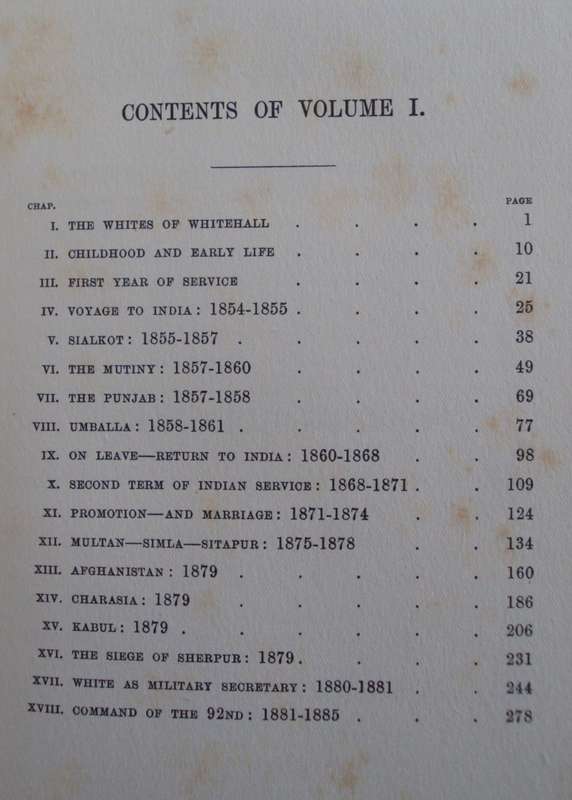 CONTENTS OF VOLUME I.
CHAP. PAGE
I. THE WHITES OF WHITEHALL . . . . 1
II. CHILDHOOD AND EARLY LIFE . . . . 10
III. FIRST YEAR OF SERVICE . . . . 21
IV. VOYAGE TO INDIA: 1854-1855 . . . . 25
V. SIALKOT: 1855-1857 . . . . . 38
VI. THE MUTINY: 1857-1860 . . . . 49
VII. THE PUNJAB: 1857-1858 . . . . 69
VIII. UMBALLA: 1858-1861 . . . . . 77
IX. ON LEAVE—RETURN TO INDIA: 1860-1868 . . 98
X. SECOND TERM OF INDIAN SERVICE: 1868-1871 . . 109
XI. PROMOTION—AND MARRIAGE: 1871-1874 . . 124
XII. MULTAN—SIMLA—SITAPUR: 1875-1878 . . 134
XIII. AFGHANISTAN: 1879 . . . . . 160
XIV. CHARASIA: 1879 . . . . . 186
XV. KABUL: 1879 . . . . . . 206
XVI. THE SIEGE OF SHERPUR: 1879 . . . . 231
XVII. WHITE AS MILITARY SECRETARY: 1880-1881 . . 244
XVIII. COMMAND OF THE 92ND: 1881-1885 . . . 278